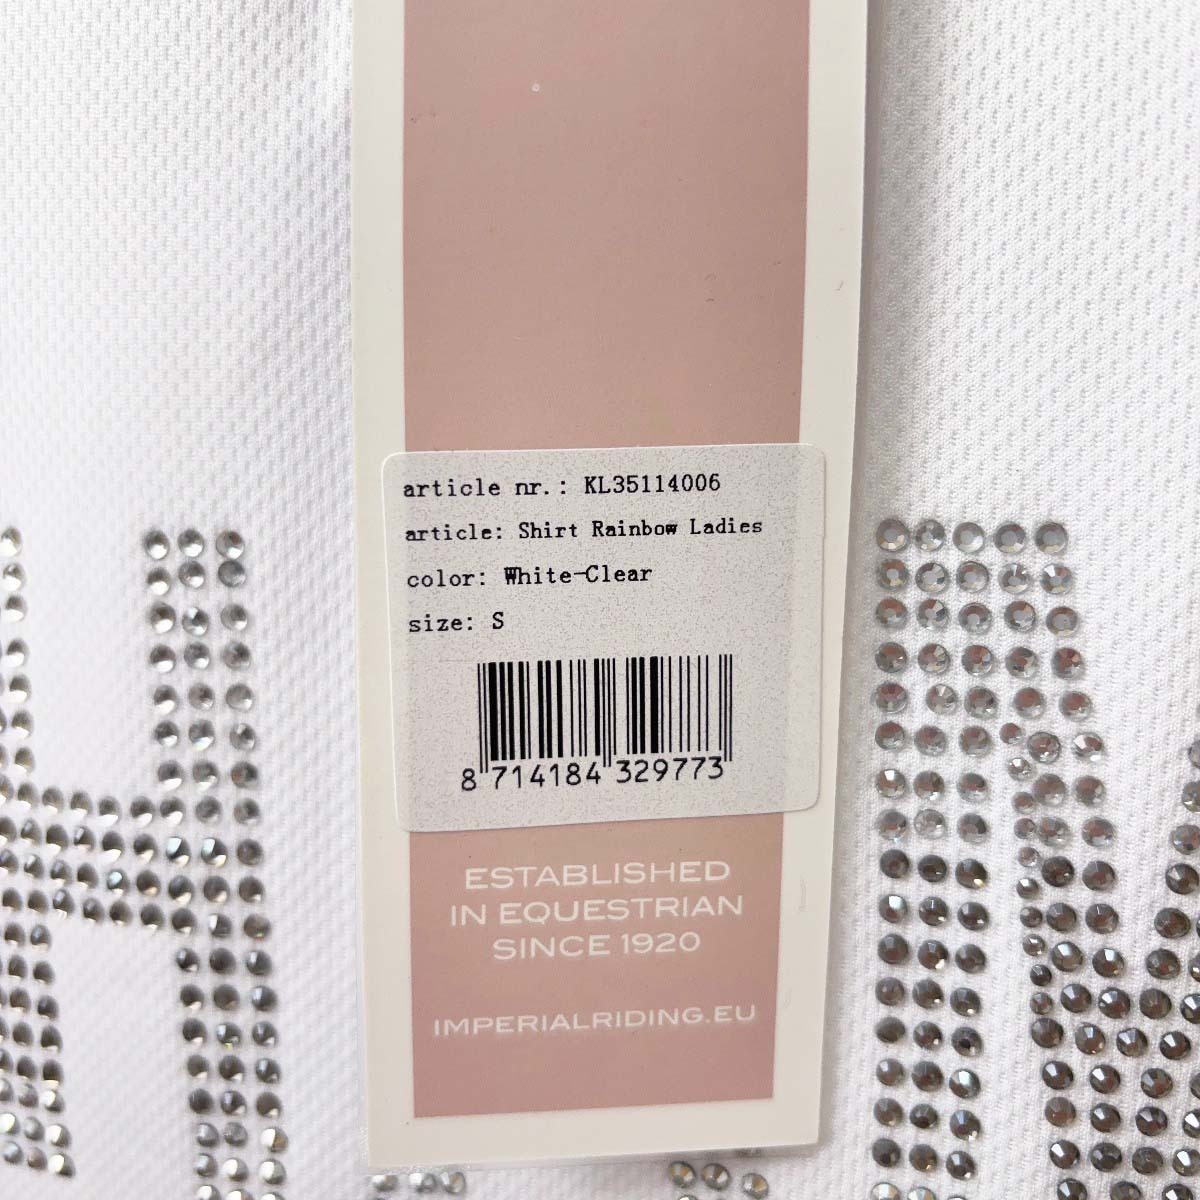 article nr.: KL35114006
article: Shirt Rainbow Ladies
color: White-Clear
size: S
8 714184 329773
ESTABLISHED
IN EQUESTRIAN
SINCE 1920
IMPERIALRIDING.EU